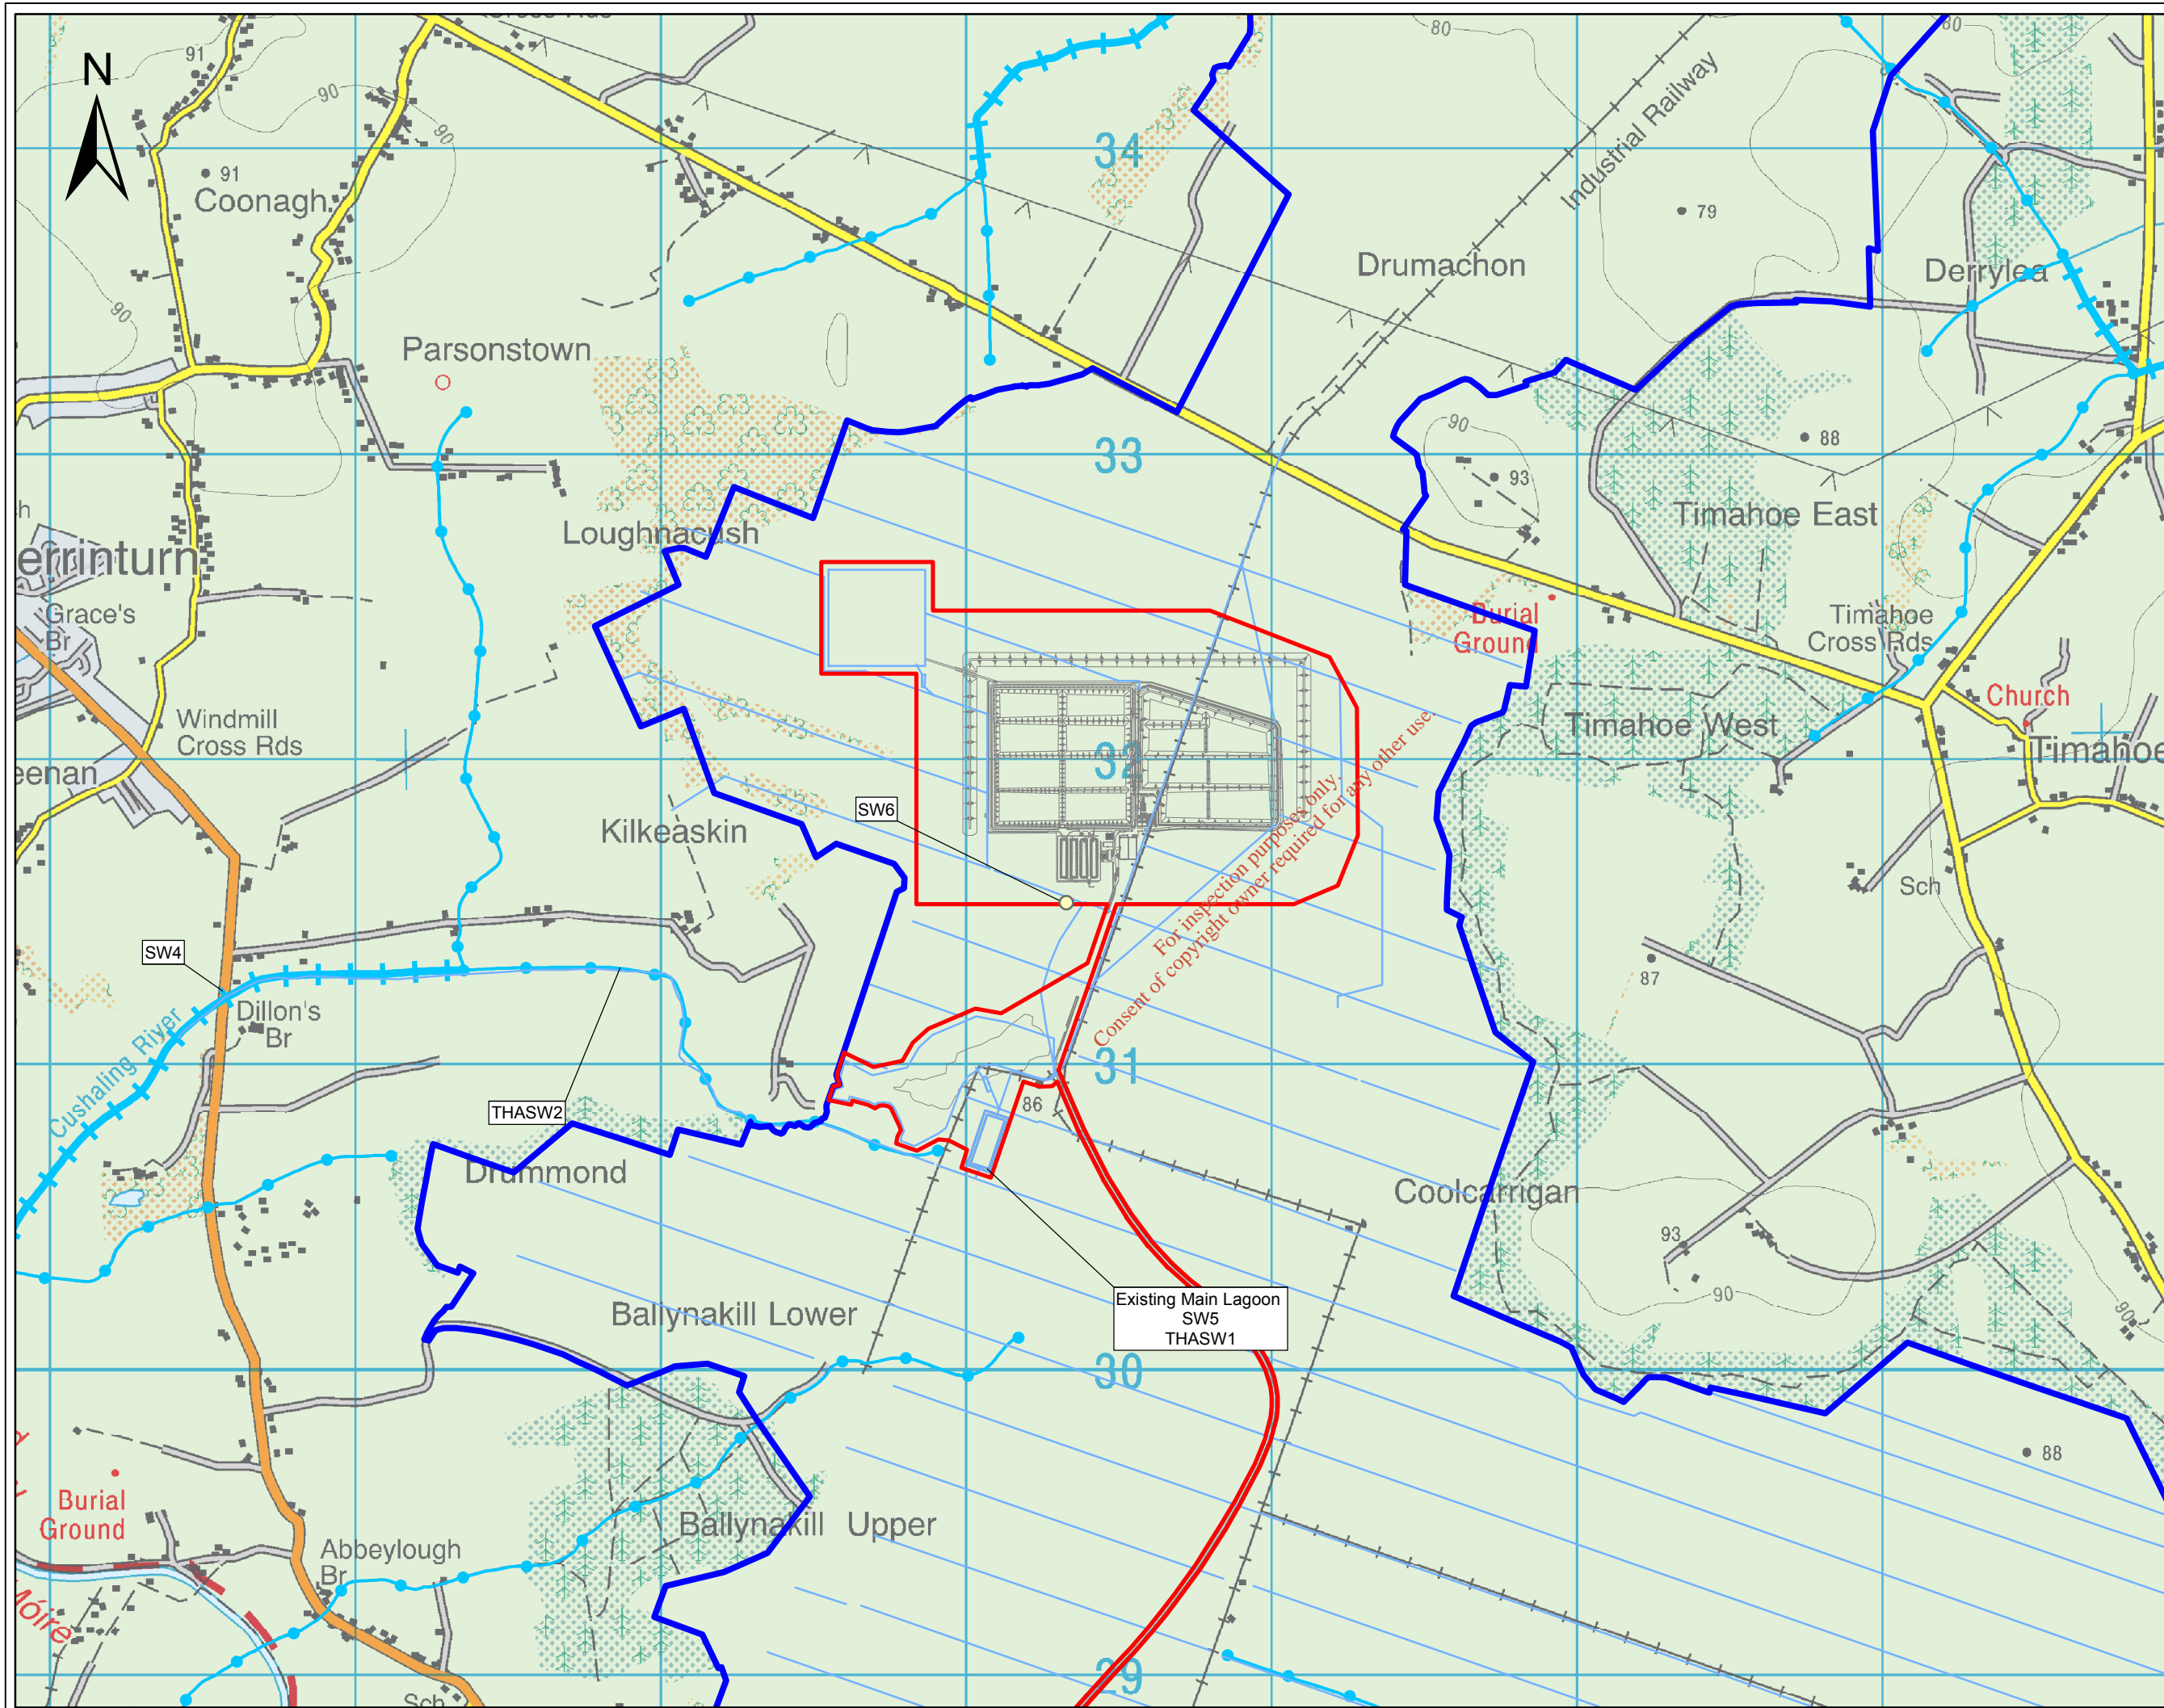 N
91
90
90
91
Coonagh
34
80
80
Industrial Railway
79
Drumachon
Derrylea
Parsonstown
90
33
90
93
88
Loughnacush
Timahoe East
errinturn
Grace's
Br
Burial
Ground
Timahoe
Cross Rds
Windmill
Cross Rds
Church
Timahoe West
Timahoe
32
eenan
SW6
Kilkeaskin
For inspection purposes only.
Consent of copyright owner required for any other use.
Sch
SW4
87
Dillon's
Br
Cushaling River
31
86
THASW2
Drummond
Coolcarrigan
93
90
90
Existing Main Lagoon
SW5
THASW1
Ballynakill Lower
30
88
Burial
Ground
Ballynakill Upper
Abbeylough
Br
Móire
29
Sch